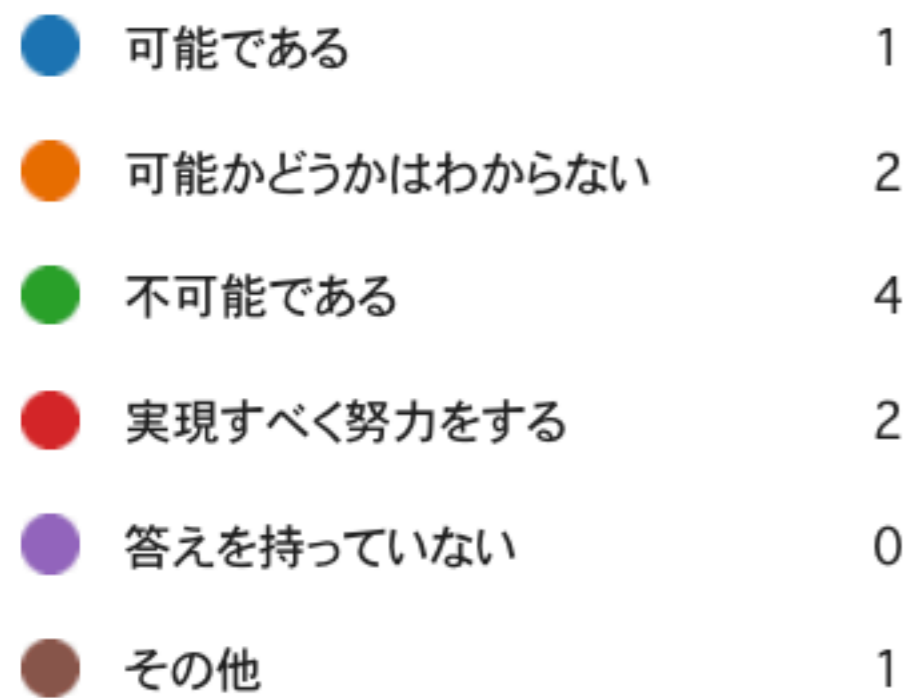 可能である 1
可能かどうかはわからない 2
不可能である 4
実現すべく努力をする 2
答えを持っていない 0
その他 1